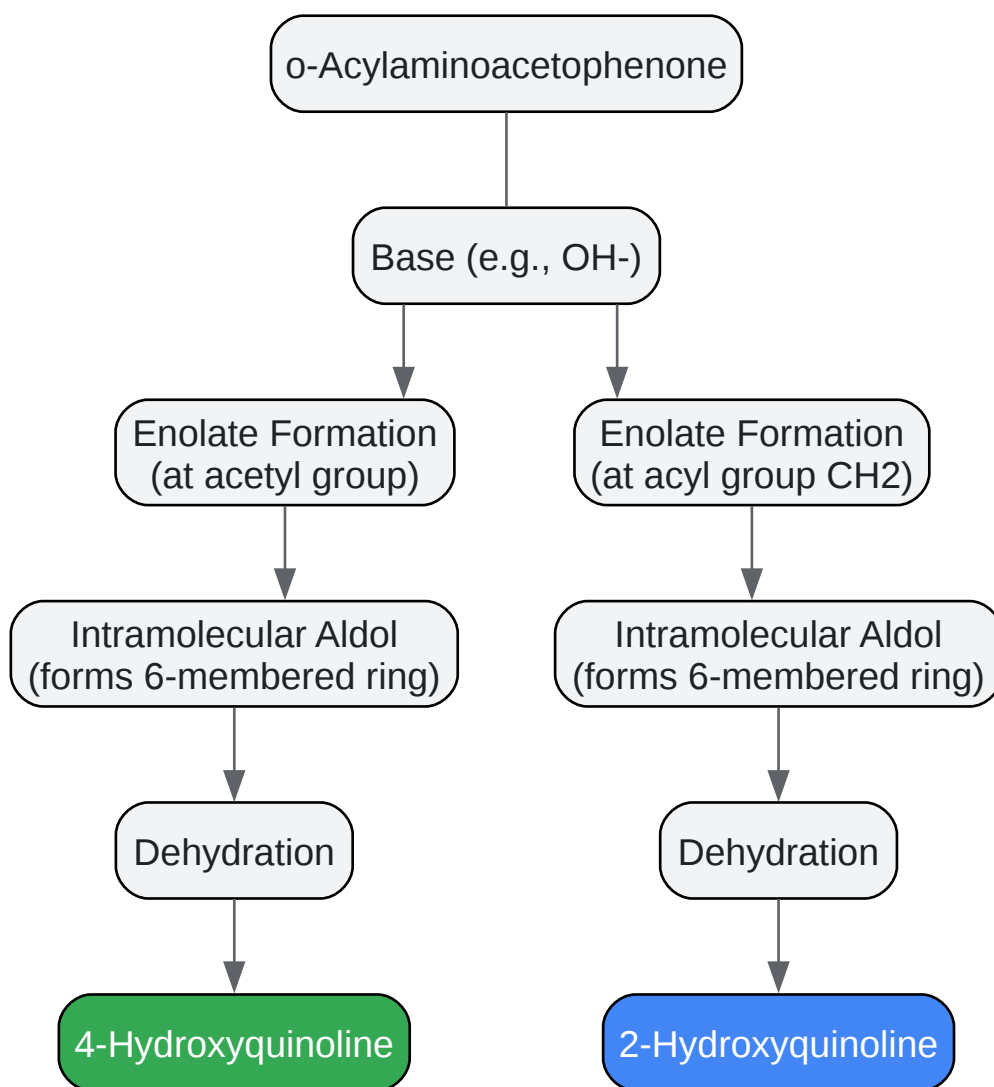 o-Acylaminoacetophenone
Base (e.g., OH-)
Enolate Formation
(at acetyl group)
Enolate Formation
(at acyl group CH2)
Intramolecular Aldol
(forms 6-membered ring)
Intramolecular Aldol
(forms 6-membered ring)
Dehydration
Dehydration
4-Hydroxyquinoline
2-Hydroxyquinoline